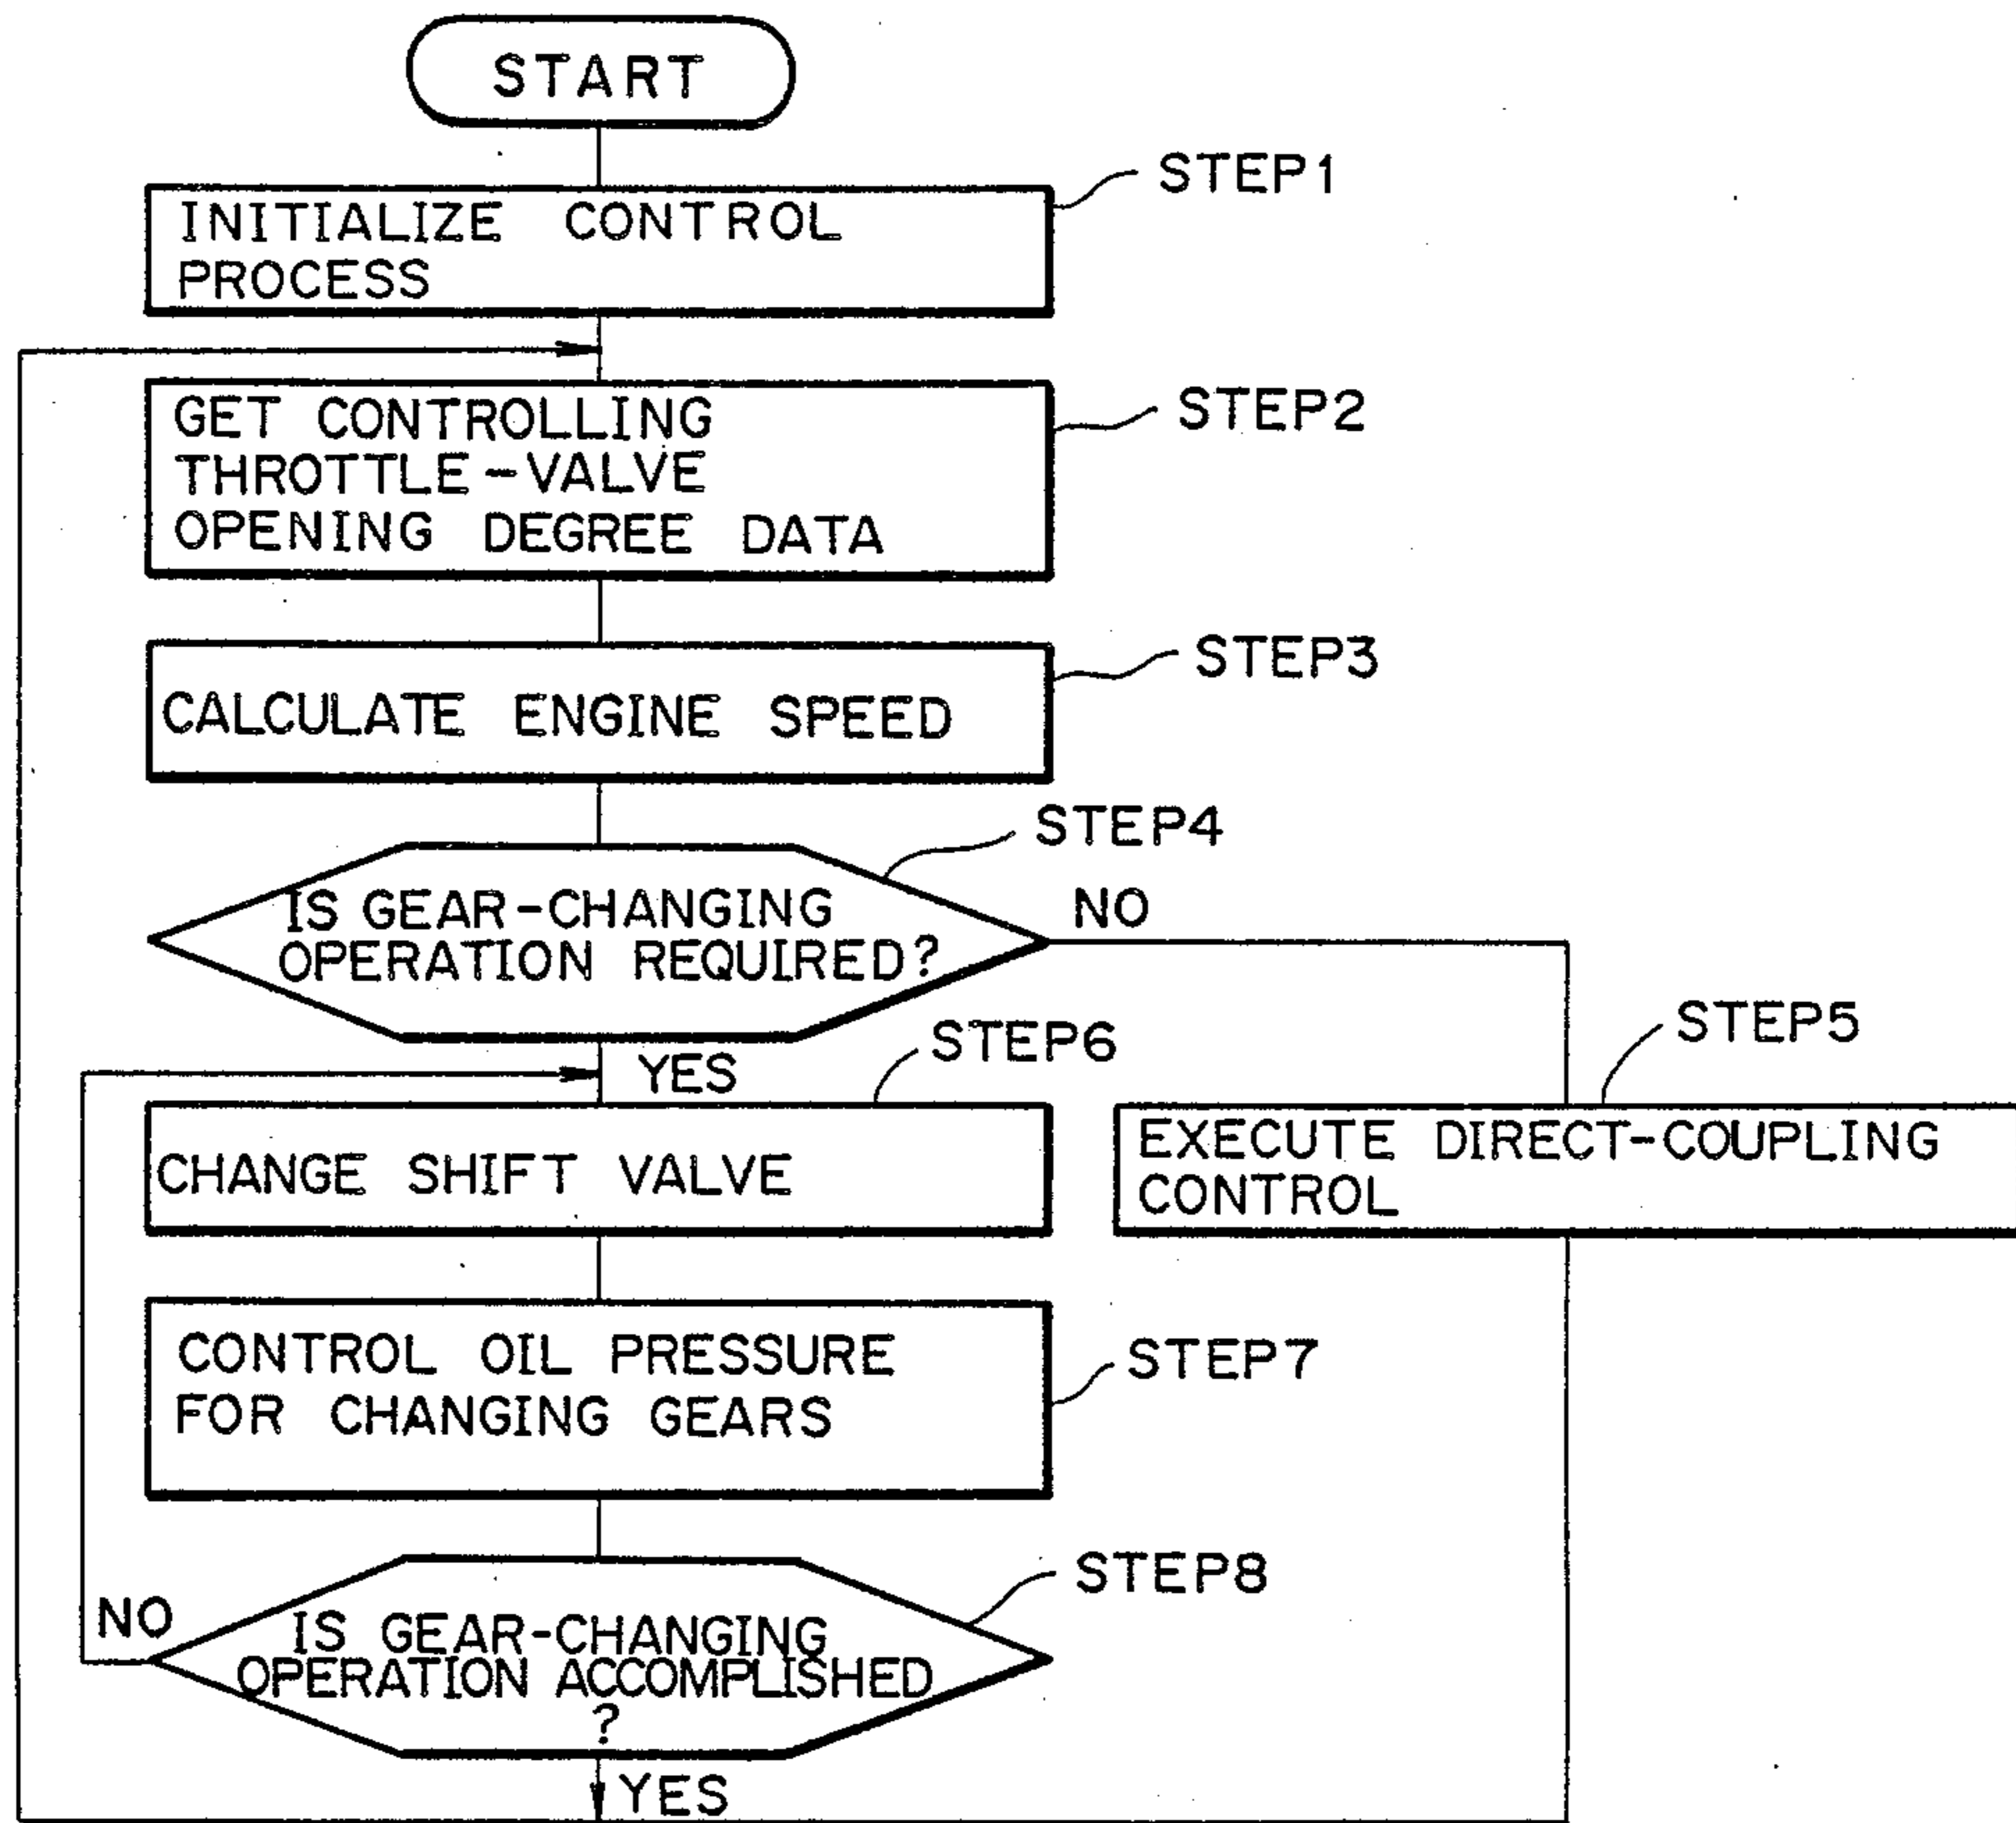 START
STEP1
INITIALIZE CONTROL
PROCESS
STEP2
GET CONTROLLING
THROTTLE-VALVE
OPENING DEGREE DATA
STEP3
CALCULATE ENGINE SPEED
STEP4
IS GEAR-CHANGING
OPERATION REQUIRED?
NO
YES
STEP5
EXECUTE DIRECT-COUPLING
CONTROL
STEP6
CHANGE SHIFT VALVE
STEP7
CONTROL OIL PRESSURE
FOR CHANGING GEARS
STEP8
IS GEAR-CHANGING
OPERATION ACCOMPLISHED
?
NO
YES